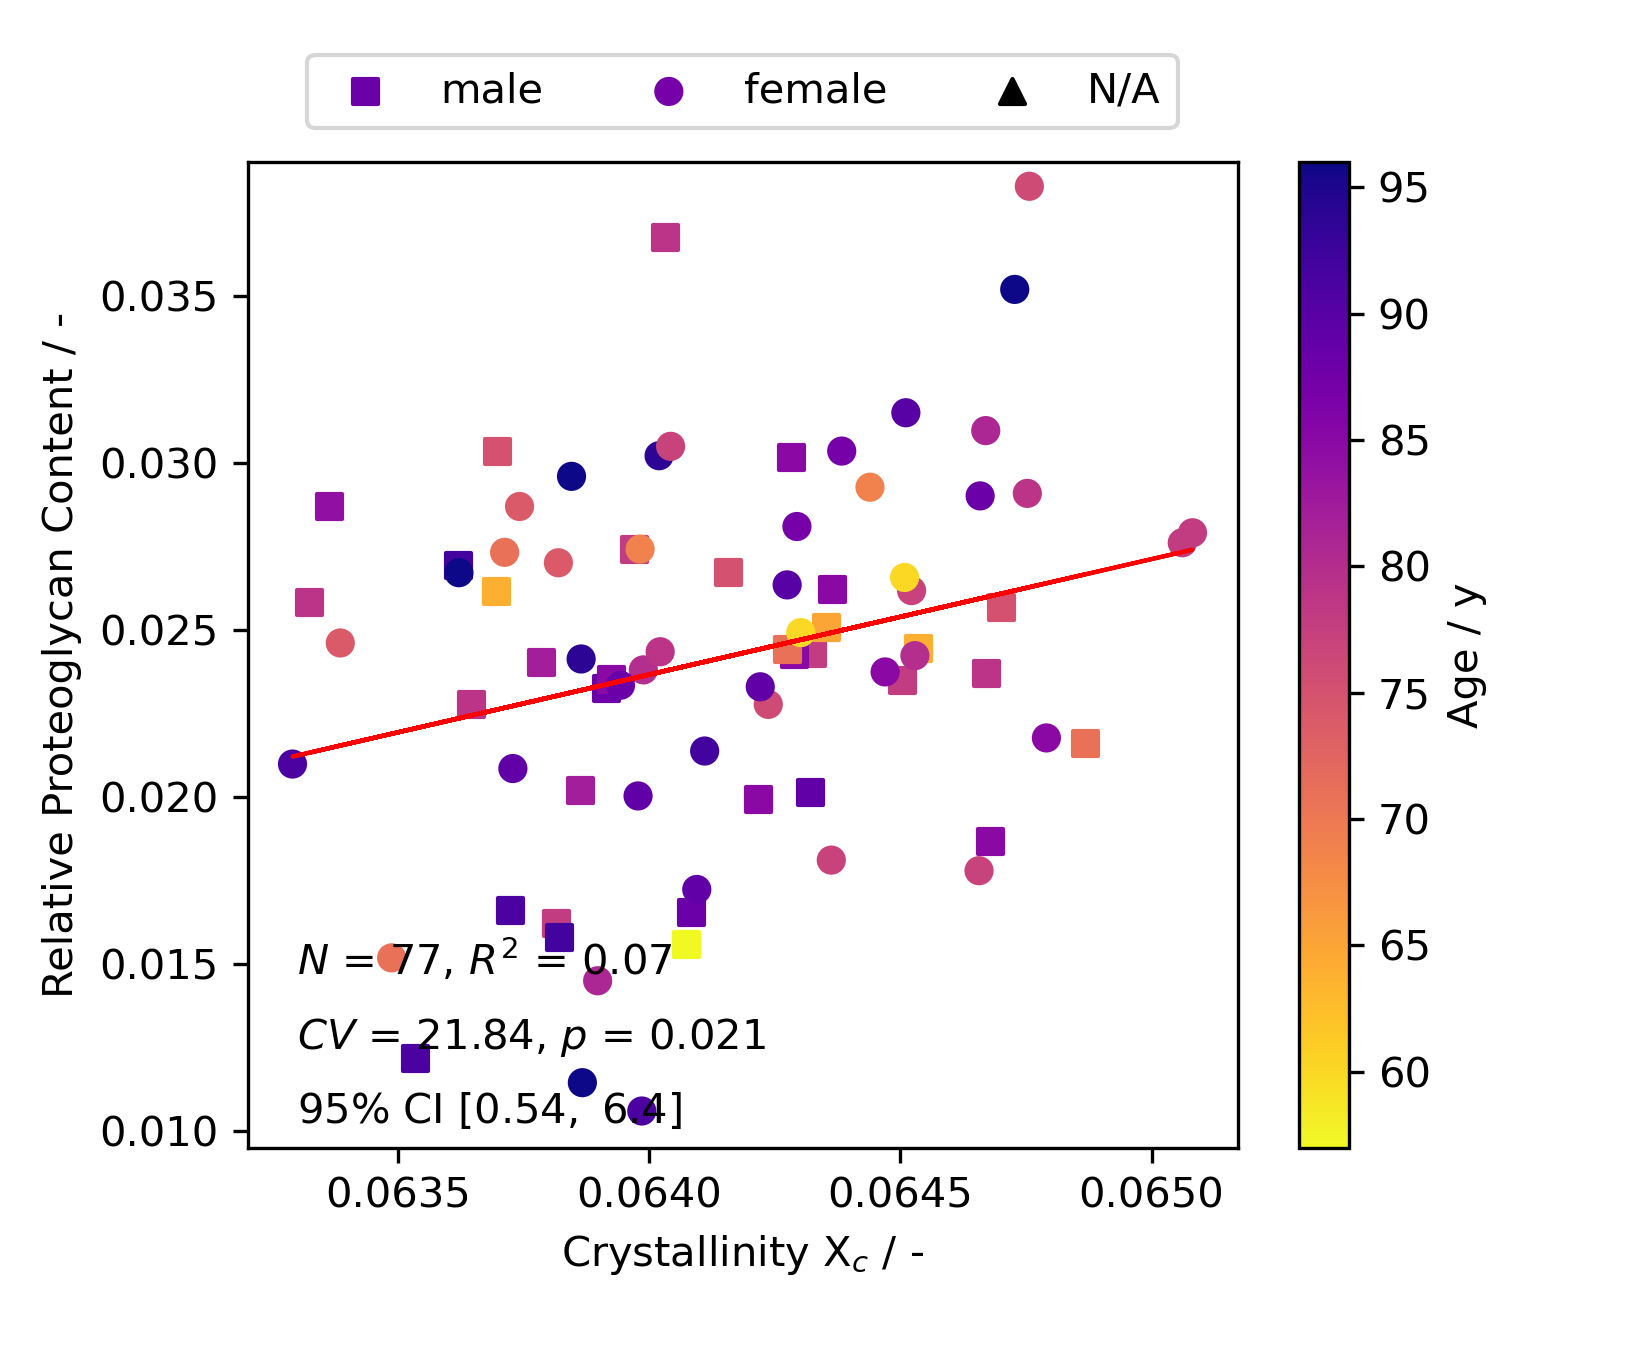 male female N/A
0.035
0.030
0.025
0.020
0.015
0.010
Relative Proteoglycan Content / -
N = 77, R² = 0.07
CV = 21.84, p = 0.021
95% CI [0.54, 6.4]
0.0635 0.0640 0.0645 0.0650
Crystallinity X_c / -
95
90
85
80
75
70
65
60
Age / y